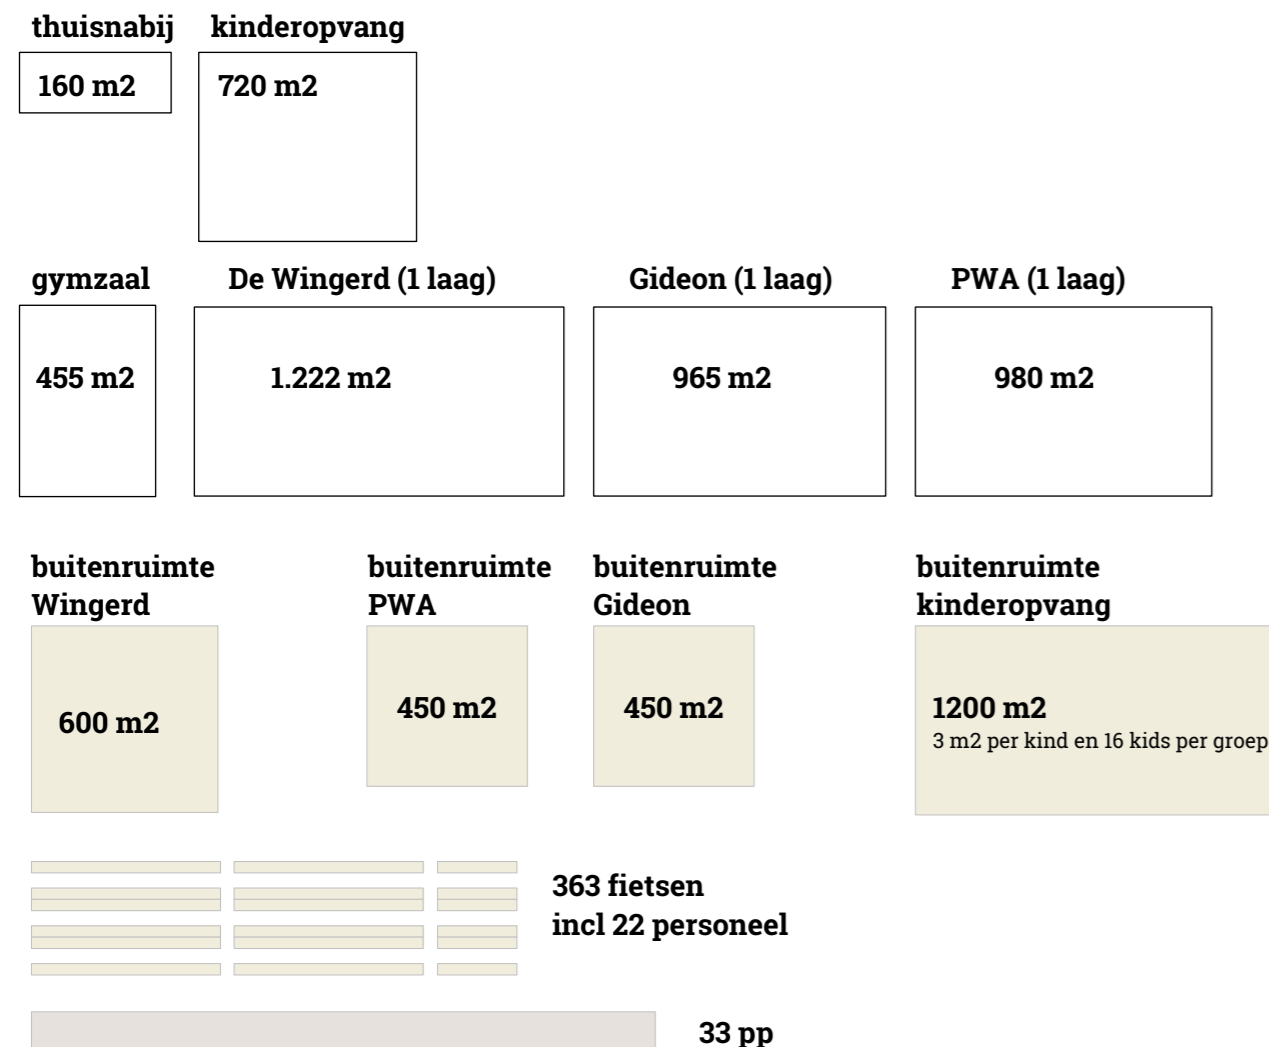 thuisnabij kinderopvang
160 m2 720 m2
gymzaal De Wingerd (1 laag) Gideon (1 laag) PWA (1 laag)
455 m2 1.222 m2 965 m2 980 m2
buitenruimte buitenruimte buitenruimte buitenruimte
Wingerd PWA Gideon kinderopvang
600 m2 450 m2 450 m2 1200 m2
3 m2 per kind en 16 kids per groep
363 fietsen
incl 22 personeel
33 pp